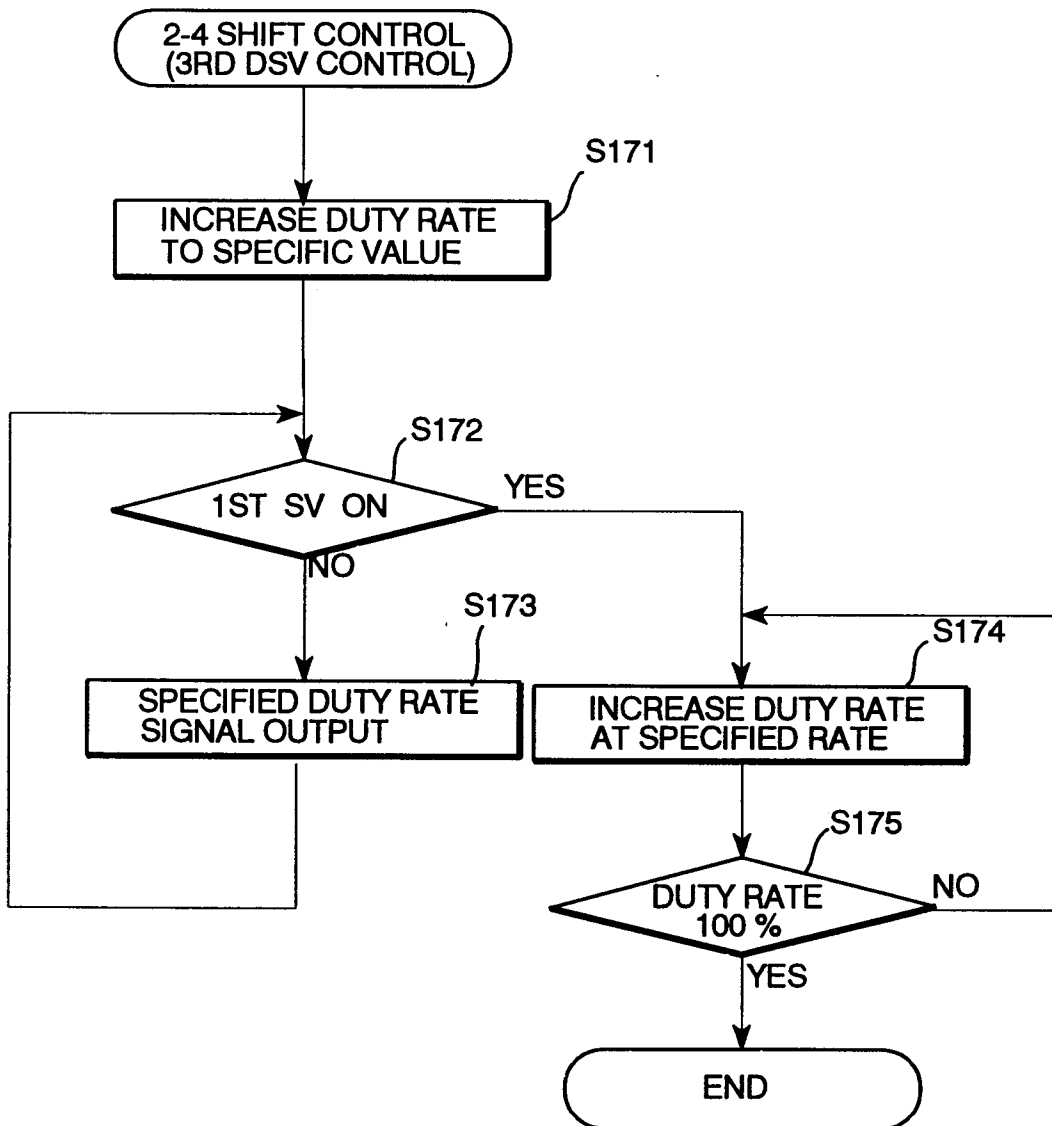 2-4 SHIFT CONTROL
(3RD DSV CONTROL)
S171
INCREASE DUTY RATE
TO SPECIFIC VALUE
S172
1ST SV ON
YES
NO
S173
SPECIFIED DUTY RATE
SIGNAL OUTPUT
S174
INCREASE DUTY RATE
AT SPECIFIED RATE
S175
DUTY RATE
100 %
NO
YES
END